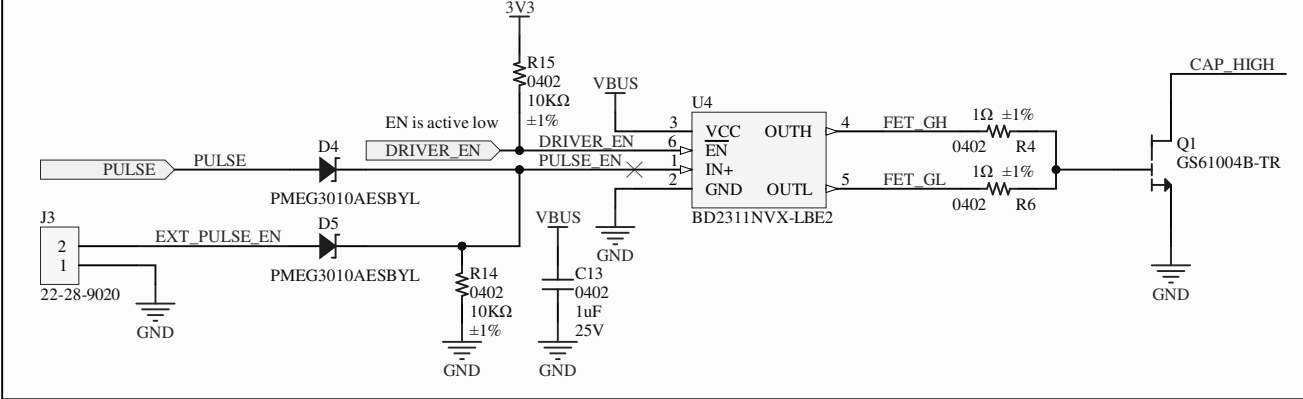 3V3
R15
0402
10KΩ
±1%
EN is active low
DRIVER_EN
DRIVER_EN
VBUS
U4
3 VCC OUTH 4
6 EN
1 IN+
2 GND OUTL 5
BD2311NVX-LBE2
PULSE
PULSE
D4
PMEG3010AESBYL
PULSE_EN
GND
J3
2
1
22-28-9020
GND
EXT_PULSE_EN
D5
PMEG3010AESBYL
R14
0402
10KΩ
±1%
GND
VBUS
C13
0402
1uF
25V
GND
FET_GH
1Ω ±1%
0402 R4
FET_GL
1Ω ±1%
0402 R6
CAP_HIGH
Q1
GS61004B-TR
GND